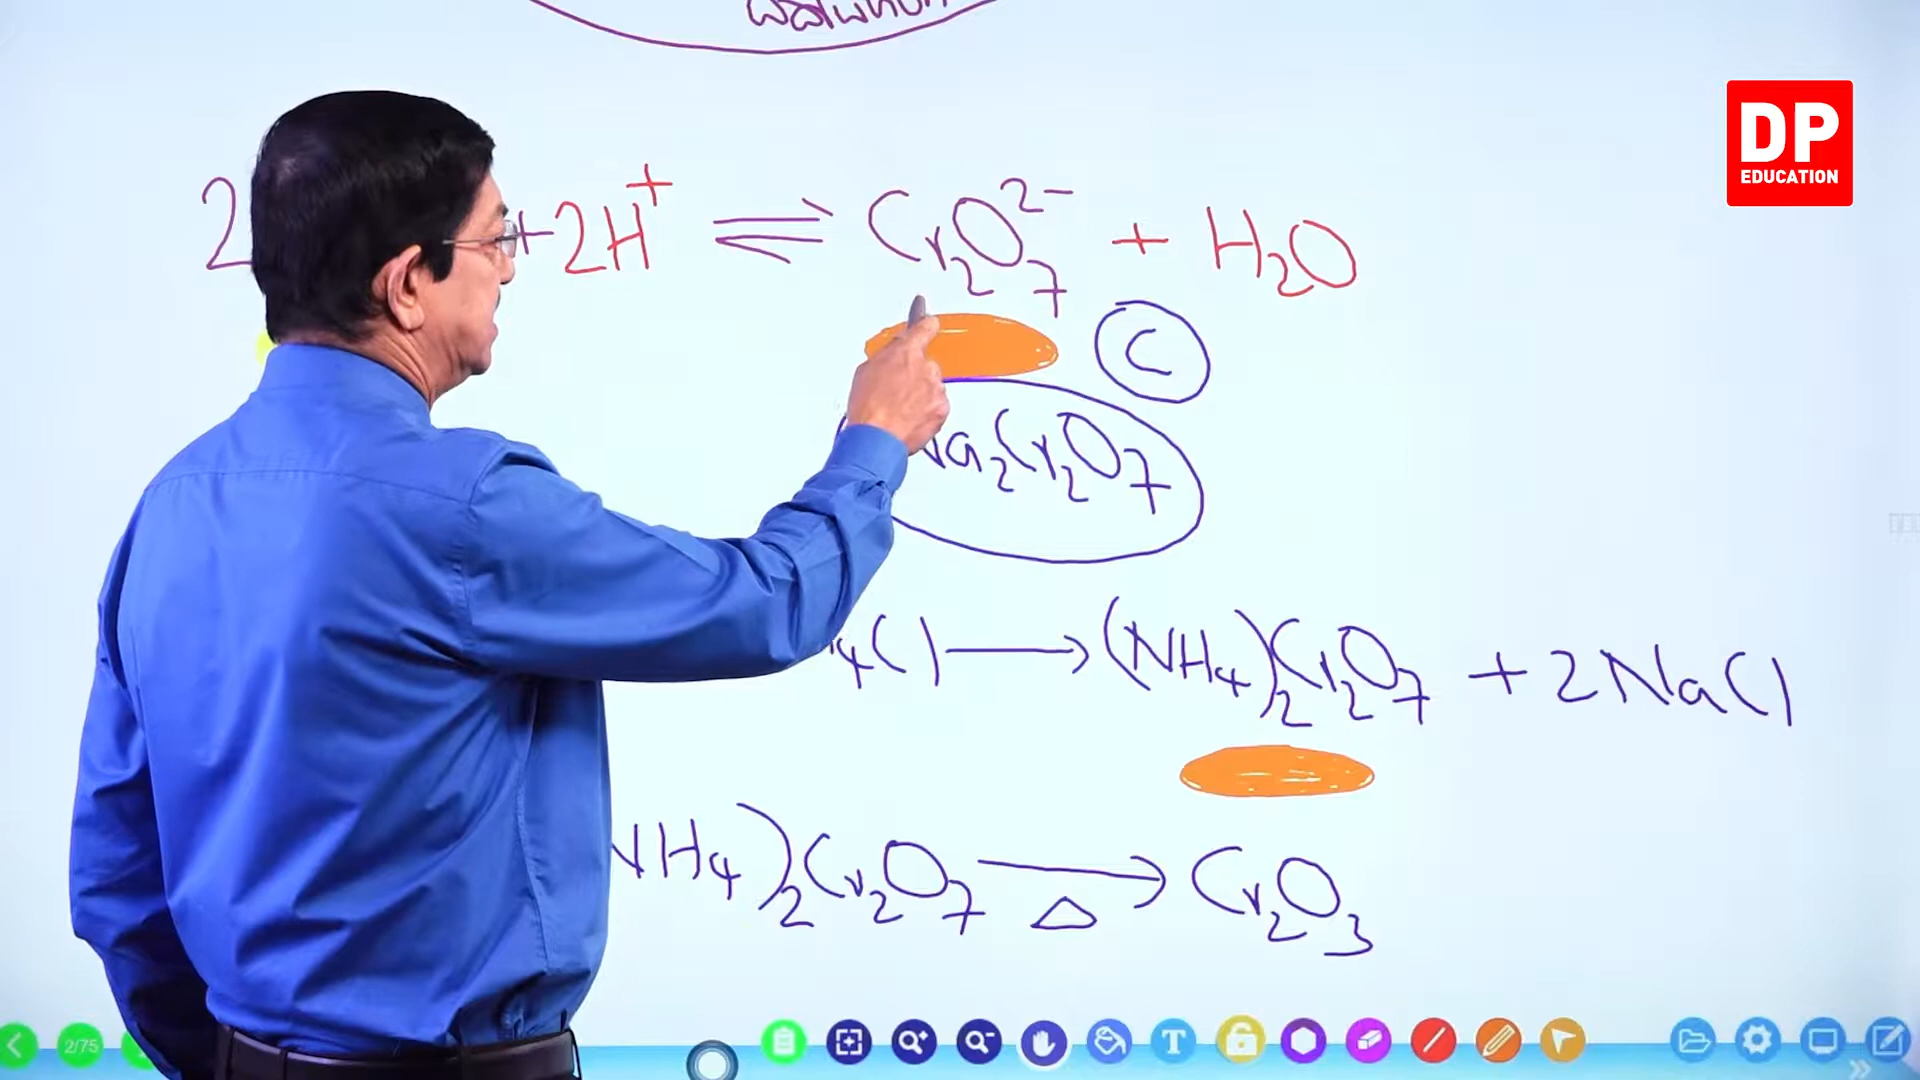 DP
EDUCATION
2 +2H⁺ ⇌ Cr₂O₇²⁻ + H₂O
C
Na₂Cr₂O₇
₄Cl → (NH₄)₂Cr₂O₇ + 2NaCl
NH₄)₂Cr₂O₇ → Cr₂O₃
Δ
2/75
T